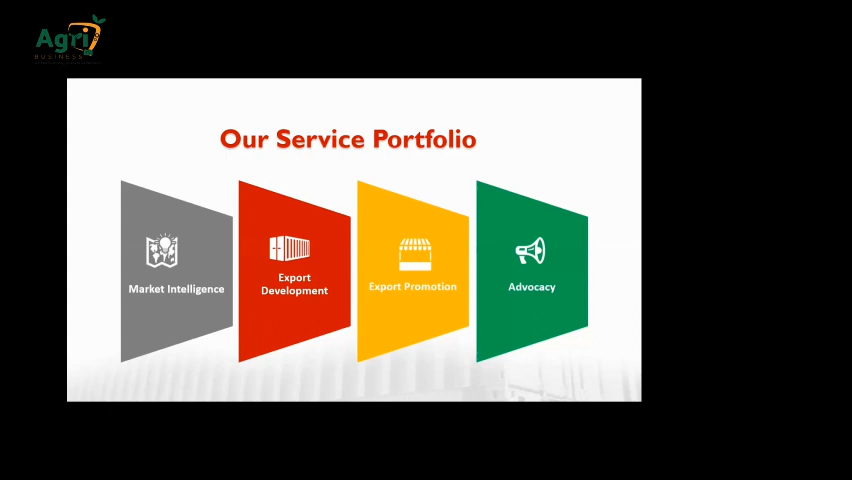 Agri
BUSINESS
Our Service Portfolio
Market Intelligence
Export
Development
Export Promotion
Advocacy